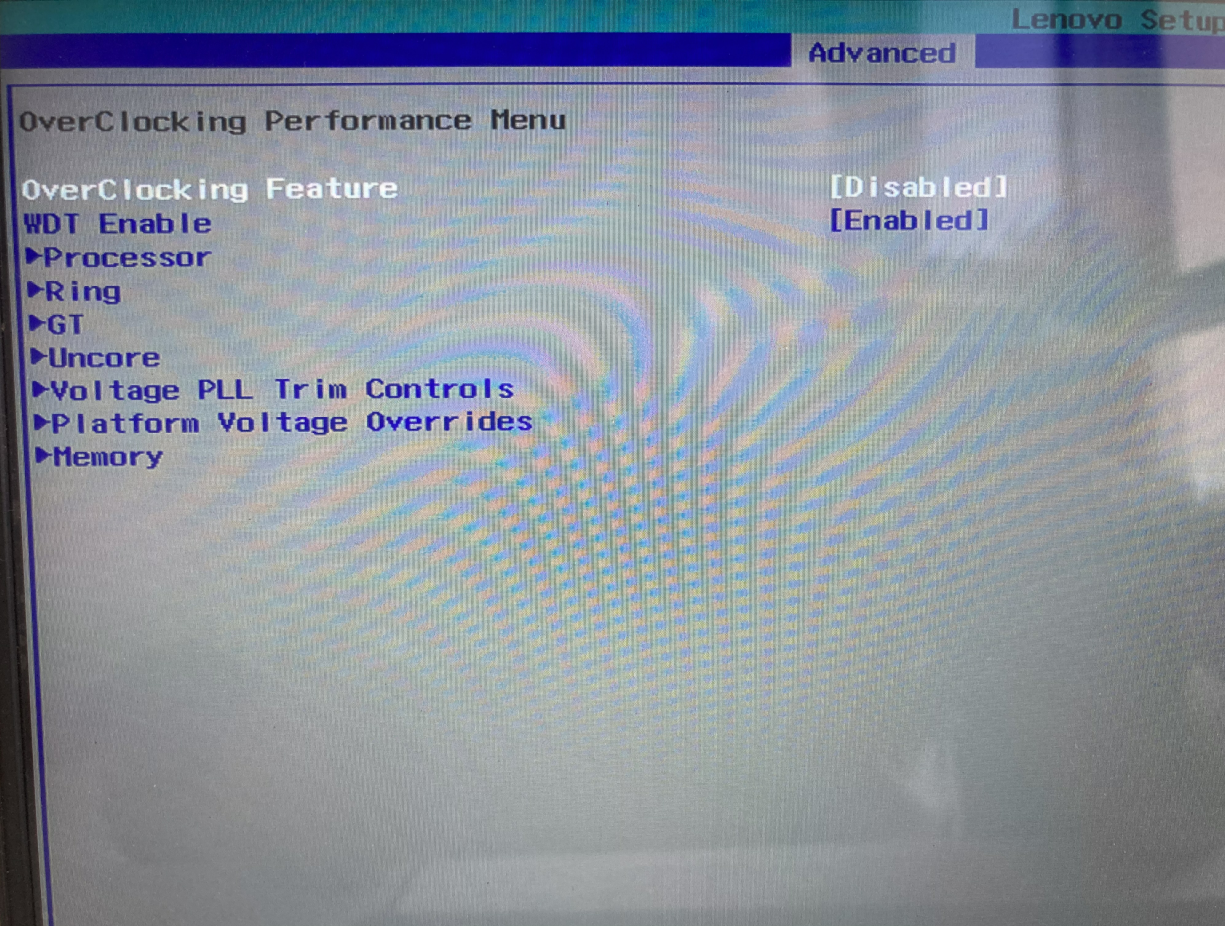 Lenovo Setup
Advanced
OverClocking Performance Menu
OverClocking Feature [Disabled]
WDT Enable [Enabled]
►Processor
►Ring
►GT
►Uncore
►Voltage PLL Trim Controls
►Platform Voltage Overrides
►Memory